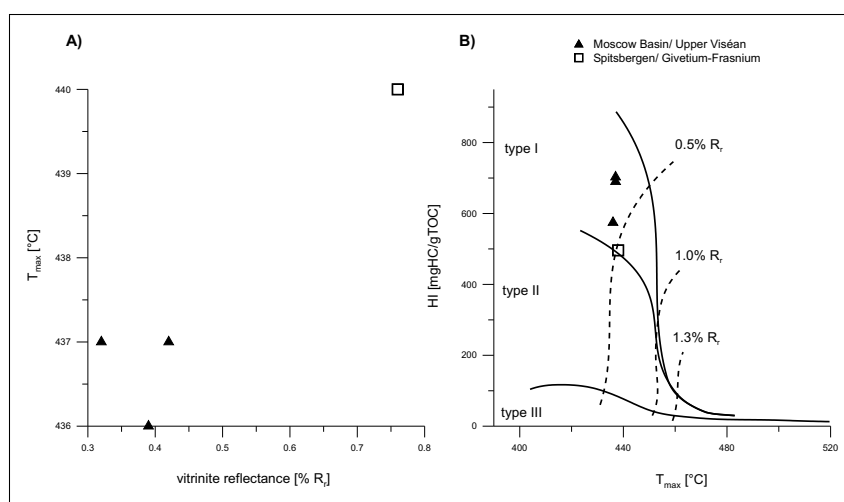 A)
440
439
438
437
436
T max [°C]
0.3 0.4 0.5 0.6 0.7 0.8
vitrinite reflectance [% Rr]
B)
▲ Moscow Basin/ Upper Viséan
□ Spitsbergen/ Givetium-Frasnium
800
600
400
200
0
HI [mgHC/gTOC]
type I
type II
type III
0.5% Rr
1.0% Rr
1.3% Rr
400 440 480 520
T max [°C]